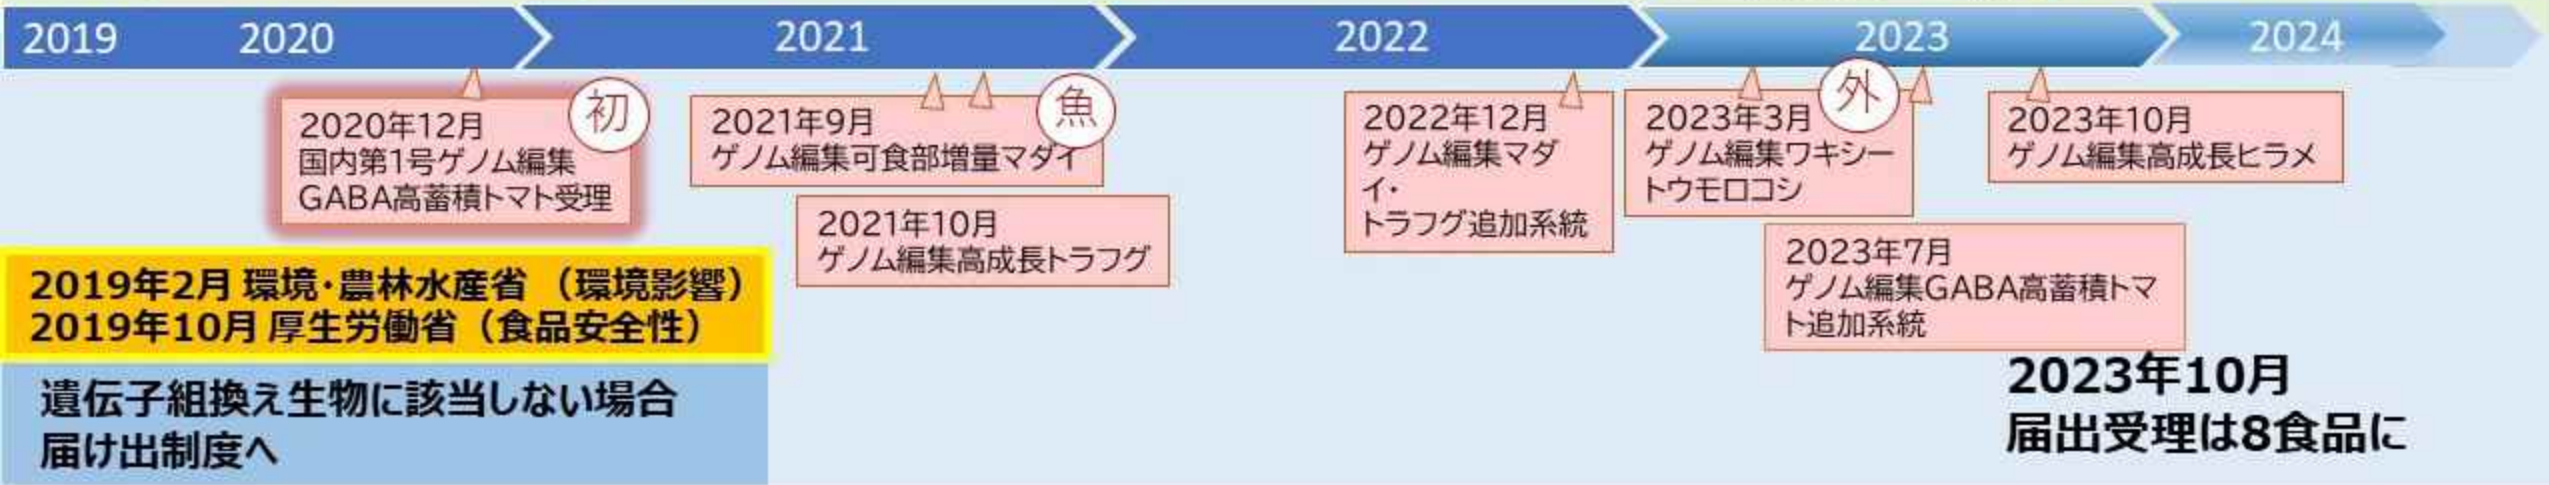 2019
2020
2021
2022
2023
2024
2020年12月
国内第1号ゲノム編集
GABA高蓄積トマト受理
初
2021年9月
ゲノム編集可食部増量マダイ
魚
2021年10月
ゲノム編集高成長トラフグ
2022年12月
ゲノム編集マダ
イ・
トラフグ追加系統
2023年3月
ゲノム編集ワキシー
トウモロコシ
外
2023年7月
ゲノム編集GABA高蓄積トマ
ト追加系統
2023年10月
ゲノム編集高成長ヒラメ
2019年2月 環境・農林水産省 （環境影響）
2019年10月 厚生労働省（食品安全性）
遺伝子組換え生物に該当しない場合
届け出制度へ
2023年10月
届出受理は8食品に